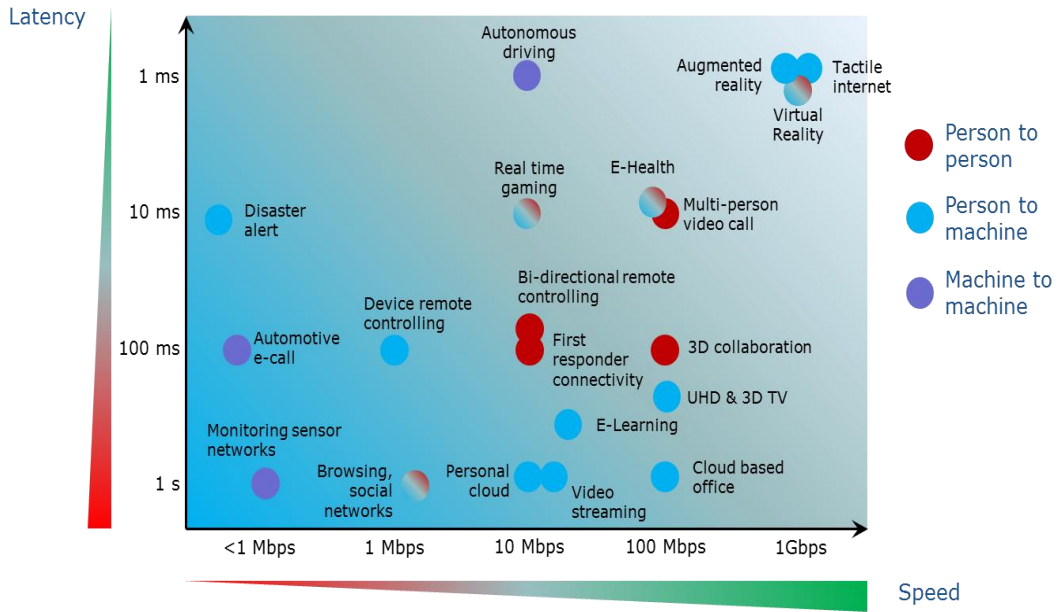 Latency
Autonomous
driving
1 ms
Augmented
reality
Tactile
internet
Virtual
Reality
Person to
person
Real time
gaming
E-Health
10 ms
Disaster
alert
Multi-person
video call
Person to
machine
Bi-directional remote
controlling
Machine to
machine
Device remote
controlling
100 ms
Automotive
e-call
First
responder
connectivity
3D collaboration
UHD & 3D TV
E-Learning
Monitoring sensor
networks
1 s
Browsing,
social
networks
Personal
cloud
Video
streaming
Cloud based
office
<1 Mbps
1 Mbps
10 Mbps
100 Mbps
1Gbps
Speed